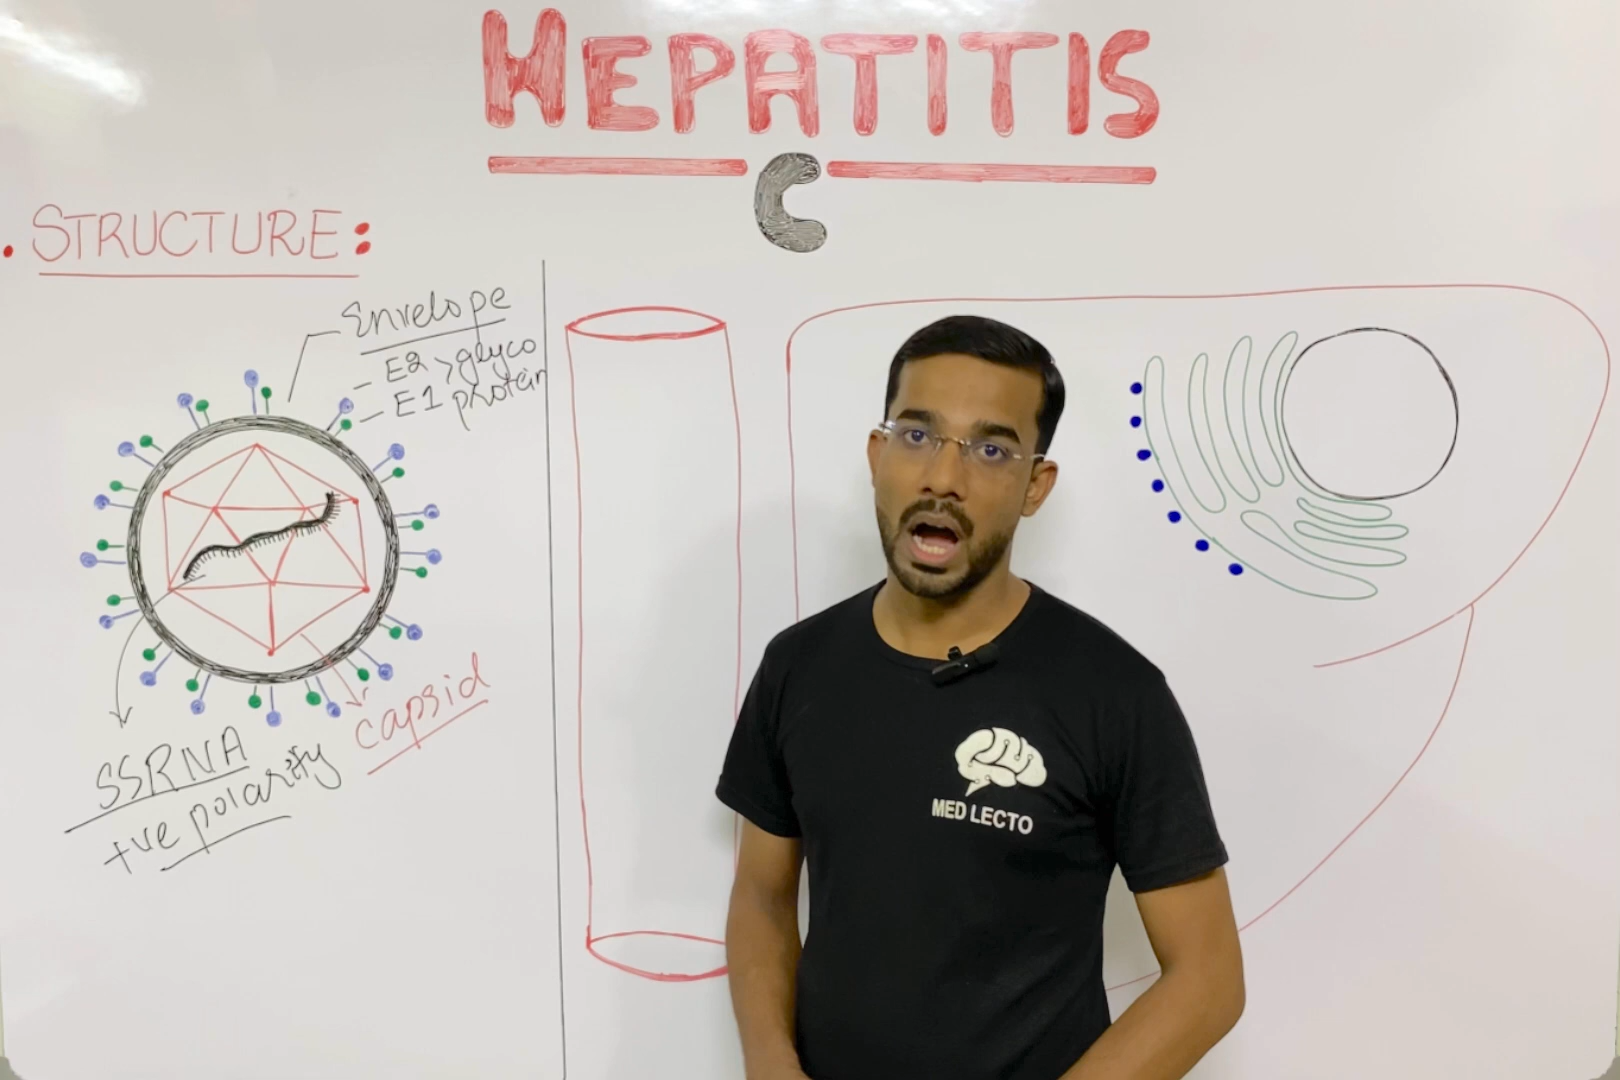 HEPATITIS
C
. STRUCTURE:
Envelope
- E2 > glyco
- E1 protein
capsid
SSRNA
+ve polarity
MED LECTO